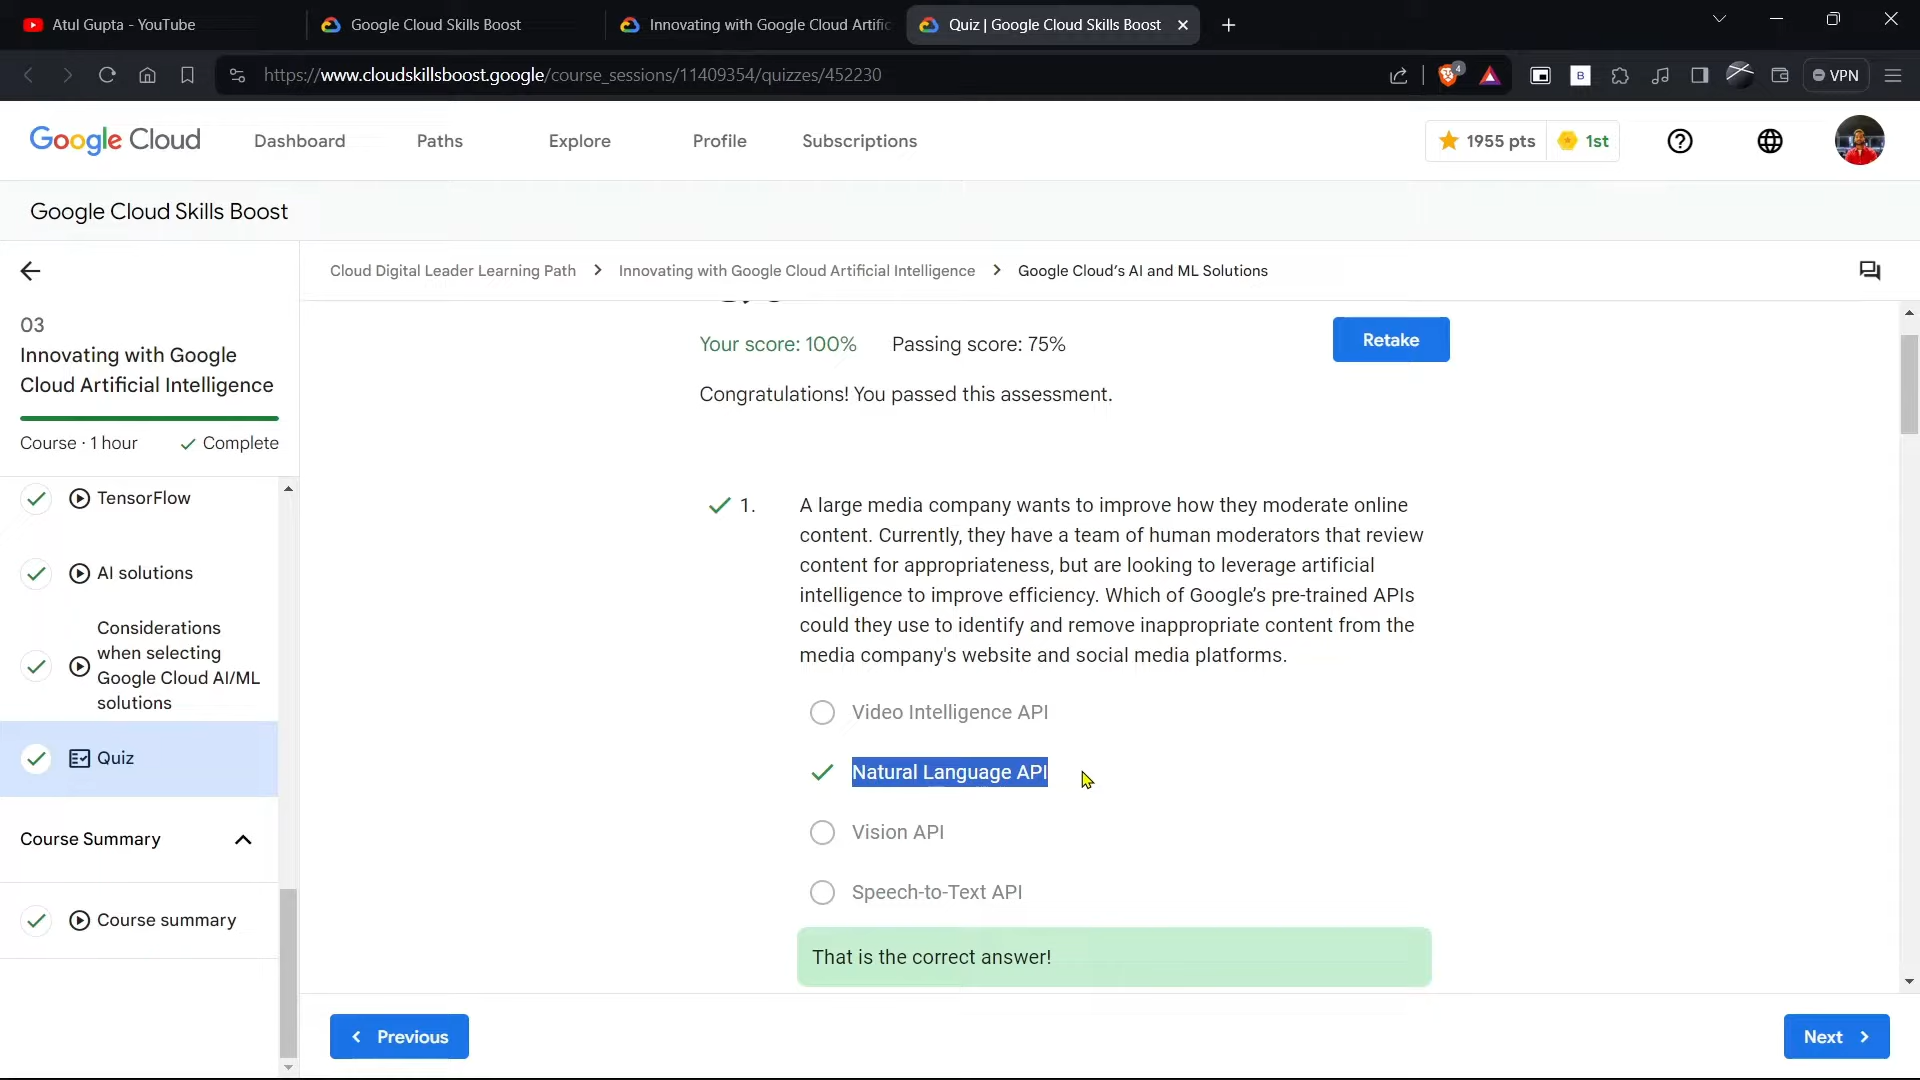 Atul Gupta - YouTube
Google Cloud Skills Boost
Innovating with Google Cloud Artific
Quiz | Google Cloud Skills Boost
https://www.cloudskillsboost.google/course_sessions/11409354/quizzes/452230
4
B
VPN
Google Cloud
Dashboard
Paths
Explore
Profile
Subscriptions
1955 pts
1st
Google Cloud Skills Boost
Cloud Digital Leader Learning Path > Innovating with Google Cloud Artificial Intelligence > Google Cloud's AI and ML Solutions
03
Innovating with Google
Cloud Artificial Intelligence
Course · 1 hour
Complete
TensorFlow
AI solutions
Considerations
when selecting
Google Cloud AI/ML
solutions
Quiz
Course Summary
Course summary
Your score: 100%
Passing score: 75%
Retake
Congratulations! You passed this assessment.
1.
A large media company wants to improve how they moderate online
content. Currently, they have a team of human moderators that review
content for appropriateness, but are looking to leverage artificial
intelligence to improve efficiency. Which of Google’s pre-trained APIs
could they use to identify and remove inappropriate content from the
media company's website and social media platforms.
Video Intelligence API
Natural Language API
Vision API
Speech-to-Text API
That is the correct answer!
Previous
Next